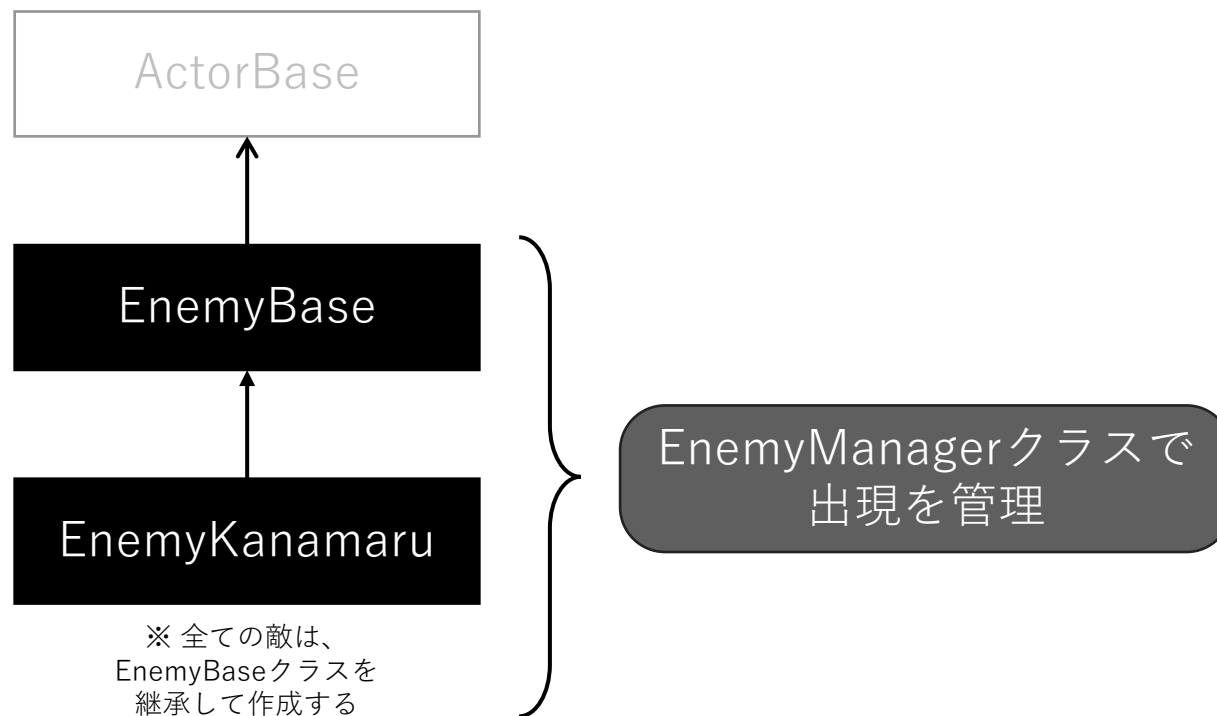 ActorBase
EnemyBase
EnemyKanamaru
※ 全ての敵は、
EnemyBaseクラスを
継承して作成する
EnemyManagerクラスで
出現を管理